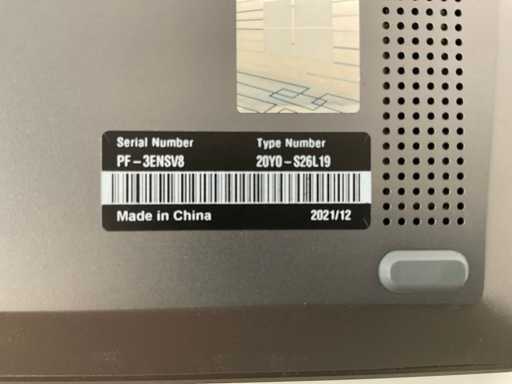 Serial Number Type Number
PF-3ENSV8 20Y0-S26L19
Made in China 2021/12